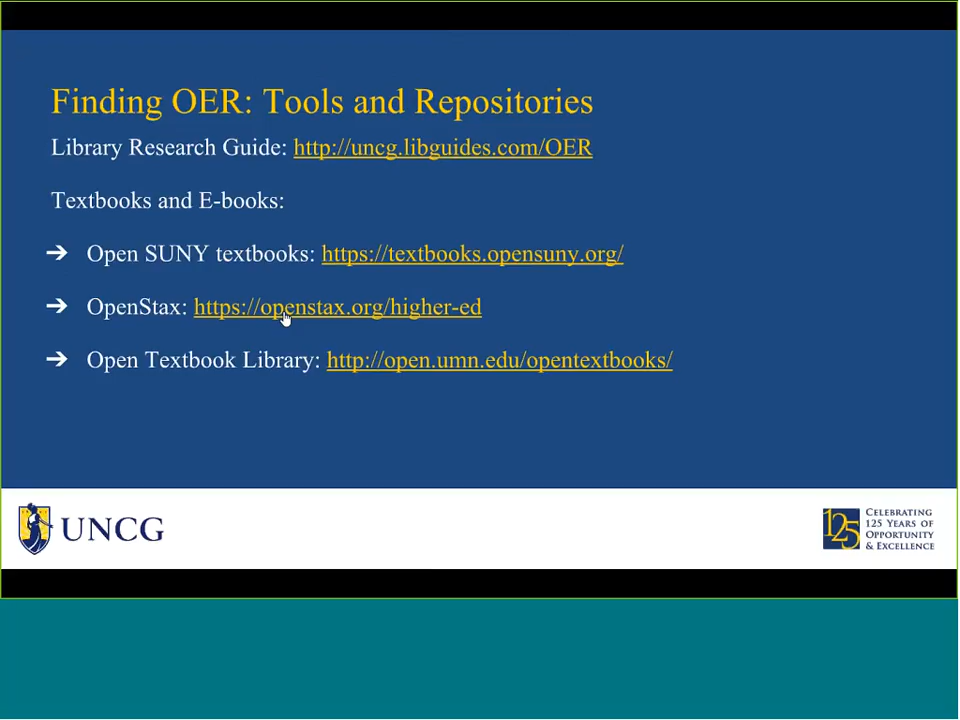 Finding OER: Tools and Repositories
Library Research Guide: http://uncg.libguides.com/OER
Textbooks and E-books:
➔ Open SUNY textbooks: https://textbooks.opensuny.org/
➔ OpenStax: https://openstax.org/higher-ed
➔ Open Textbook Library: http://open.umn.edu/opentextbooks/
UNCG
125
CELEBRATING
125 YEARS OF
OPPORTUNITY
& EXCELLENCE